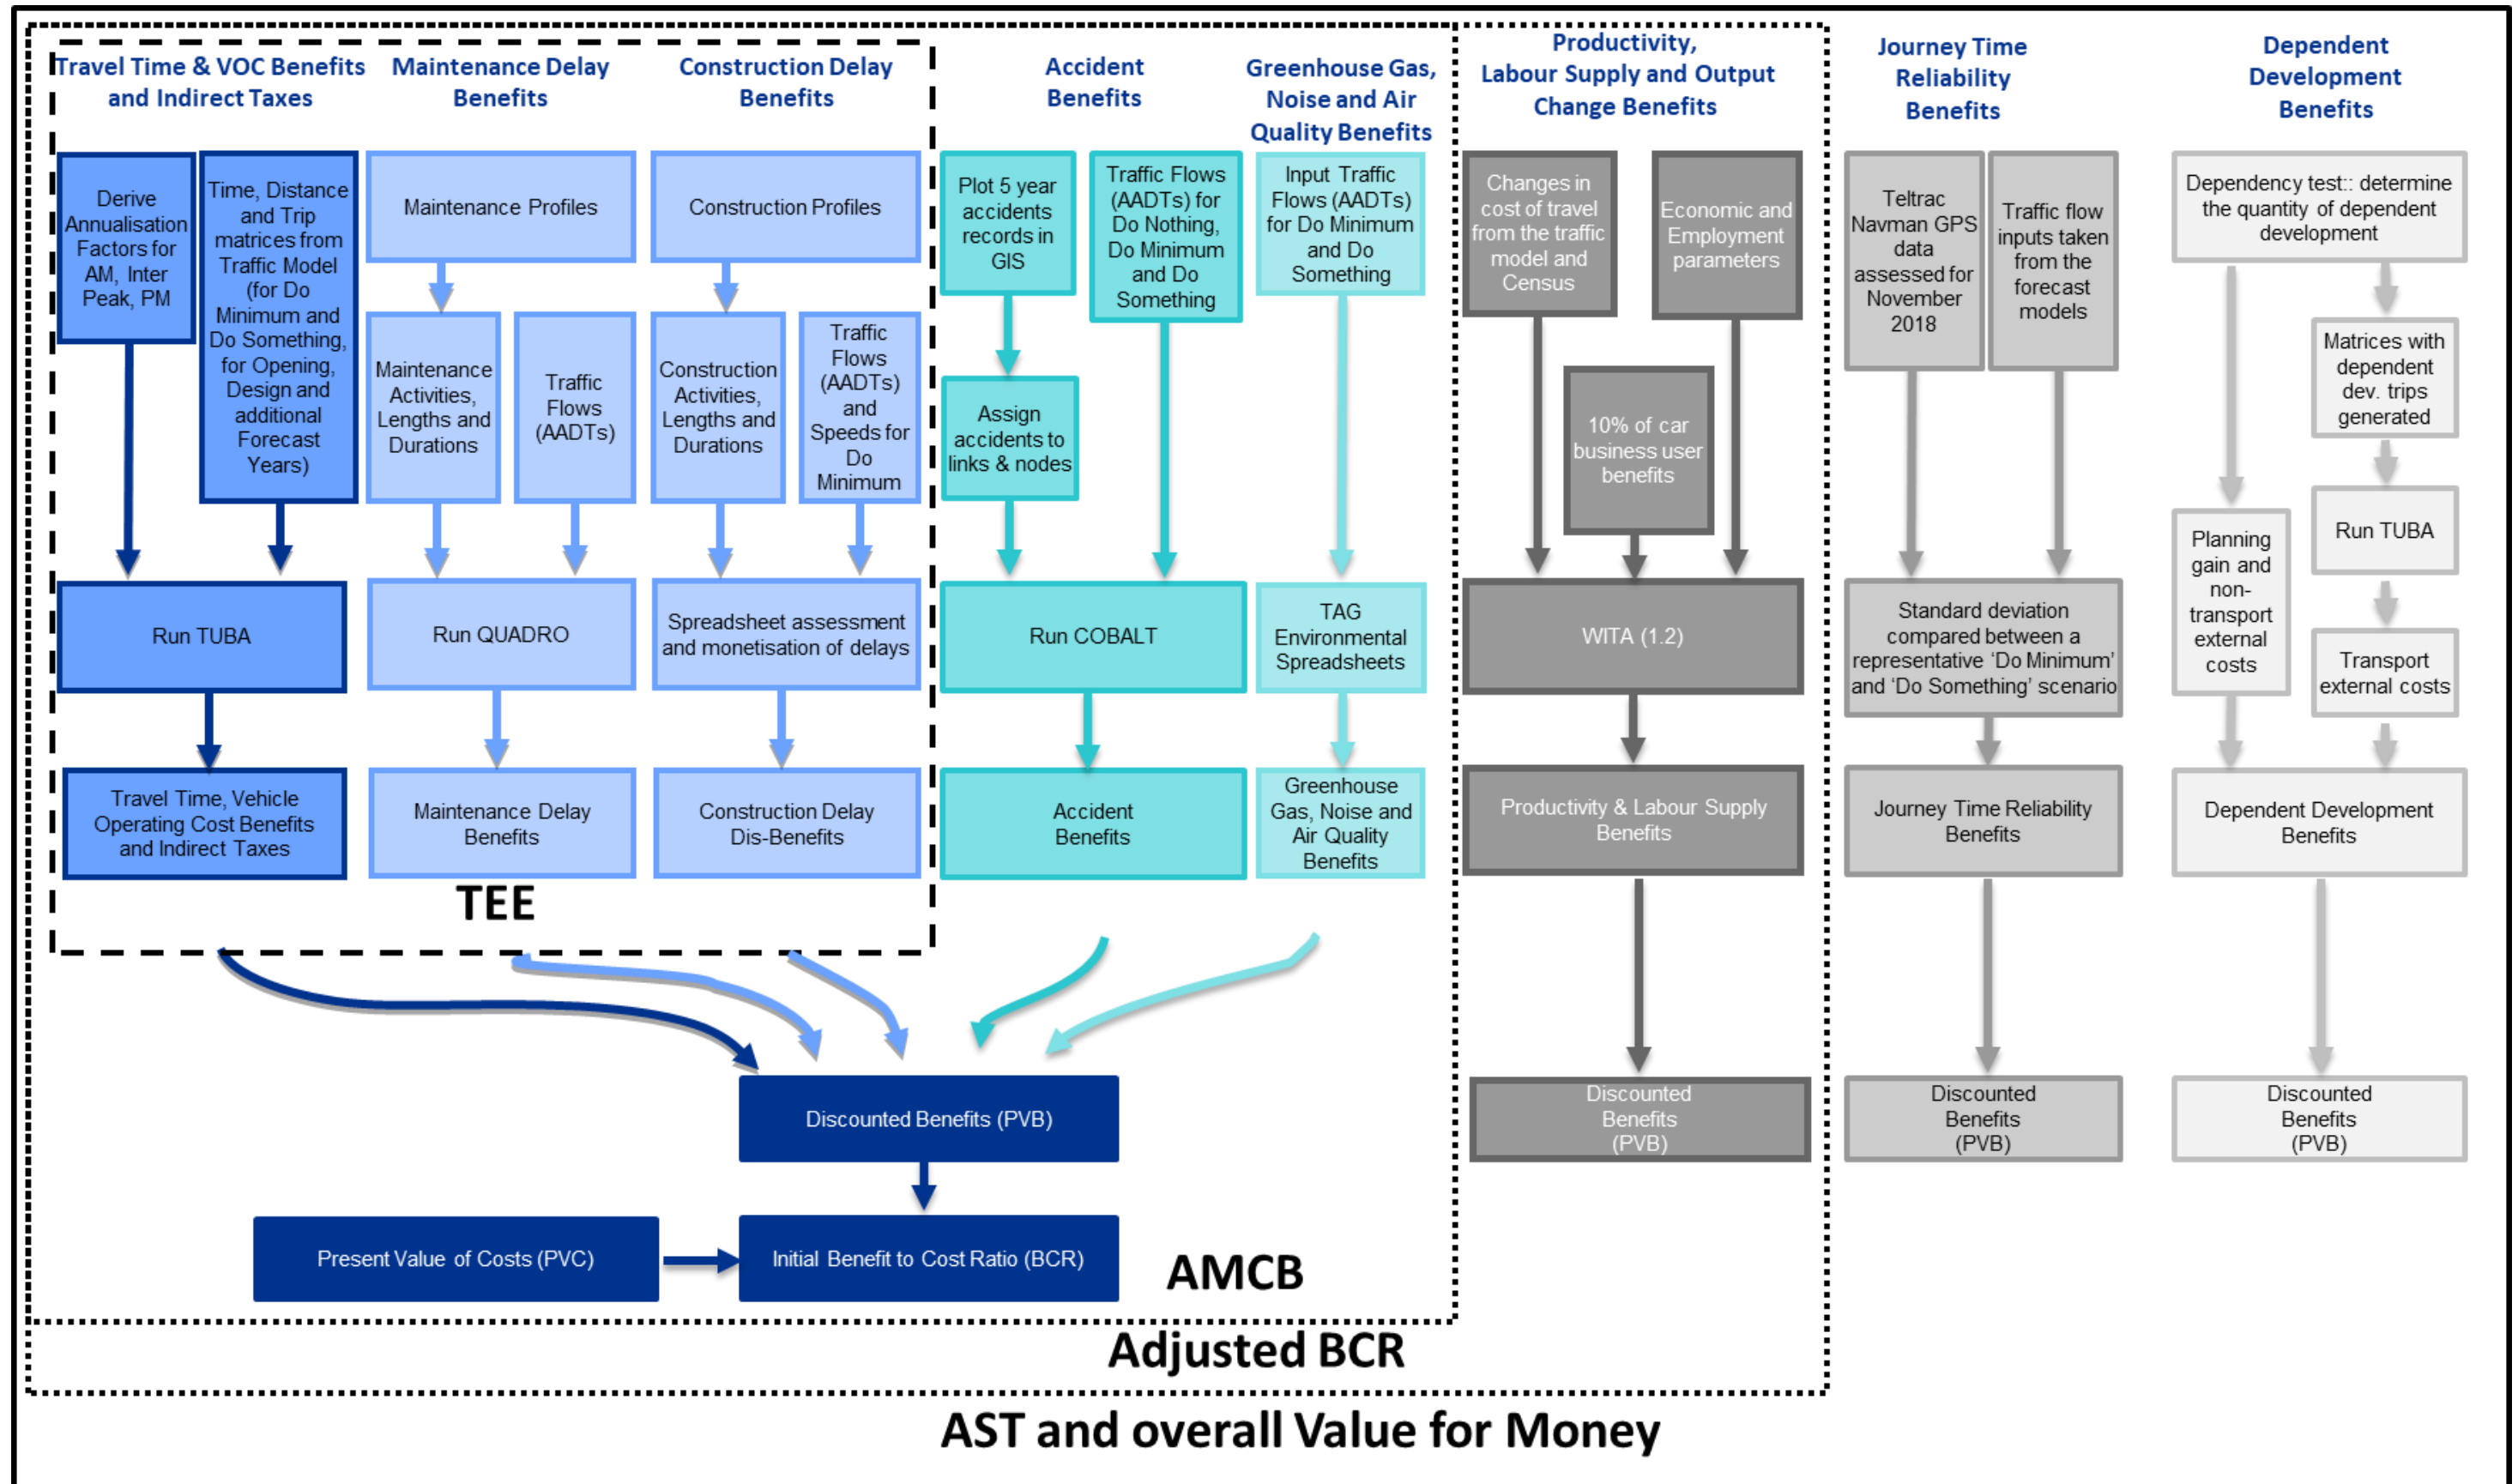 Travel Time & VOC Benefits
and Indirect Taxes
Maintenance Delay
Benefits
Construction Delay
Benefits
Accident
Benefits
Greenhouse Gas,
Noise and Air
Quality Benefits
Productivity,
Labour Supply and Output
Change Benefits
Journey Time
Reliability
Benefits
Dependent
Development
Benefits
Derive
Annualisation
Factors for
AM, Inter
Peak, PM
Time, Distance
and Trip
matrices from
Traffic Model
(for Do
Minimum and
Do Something,
for Opening,
Design and
additional
Forecast
Years)
Maintenance Profiles
Maintenance
Activities,
Lengths and
Durations
Traffic
Flows
(AADTs)
Construction Profiles
Construction
Activities,
Lengths and
Durations
Traffic
Flows
(AADTs)
and
Speeds for
Do
Minimum
Plot 5 year
accidents
records in
GIS
Assign
accidents to
links & nodes
Traffic Flows
(AADTs) for
Do Nothing,
Do Minimum
and Do
Something
Input Traffic
Flows (AADTs)
for Do Minimum
and Do
Something
Changes in
cost of travel
from the traffic
model and
Census
10% of car
business user
benefits
Economic and
Employment
parameters
Teltrac
Navman GPS
data
assessed for
November
2018
Traffic flow
inputs taken
from the
forecast
models
Dependency test:: determine
the quantity of dependent
development
Matrices with
dependent
dev. trips
generated
Planning
gain and
non-
transport
external
costs
Run TUBA
Transport
external costs
Run TUBA
Run QUADRO
Spreadsheet assessment
and monetisation of delays
Run COBALT
TAG
Environmental
Spreadsheets
WITA (1.2)
Standard deviation
compared between a
representative ‘Do Minimum’
and ‘Do Something’ scenario
Travel Time, Vehicle
Operating Cost Benefits
and Indirect Taxes
Maintenance Delay
Benefits
Construction Delay
Dis-Benefits
Accident
Benefits
Greenhouse
Gas, Noise and
Air Quality
Benefits
Productivity & Labour Supply
Benefits
Journey Time Reliability
Benefits
Dependent Development
Benefits
TEE
Discounted Benefits (PVB)
Discounted
Benefits
(PVB)
Discounted
Benefits
(PVB)
Discounted
Benefits
(PVB)
Present Value of Costs (PVC)
Initial Benefit to Cost Ratio (BCR)
AMCB
Adjusted BCR
AST and overall Value for Money